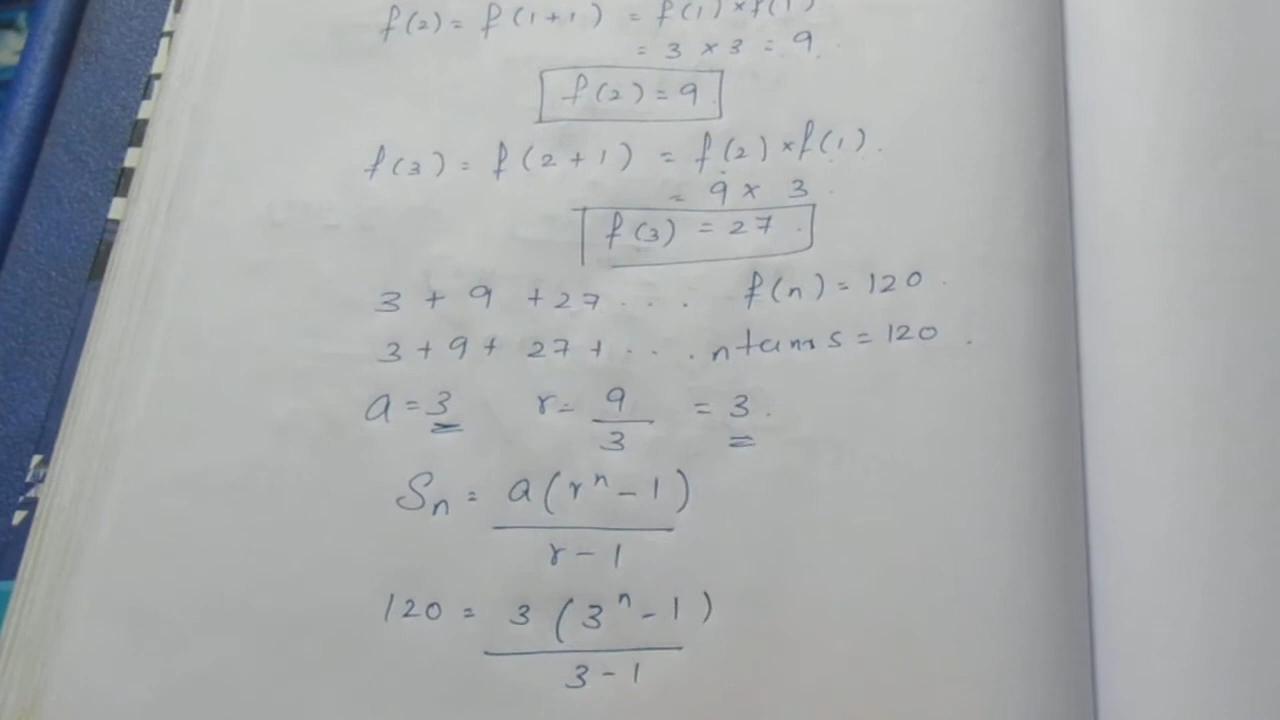 f(2) = f(1+1) = f(1) × f(1)
= 3 × 3 = 9.
f(2) = 9.
f(3) = f(2+1) = f(2) × f(1).
= 9 × 3.
f(3) = 27.
3 + 9 + 27 . . . f(n) = 120.
3 + 9 + 27 + . . . n terms = 120.
a = 3 r = 9/3 = 3.
Sn = a(r^n - 1) / r - 1
120 = 3(3^n - 1) / 3 - 1